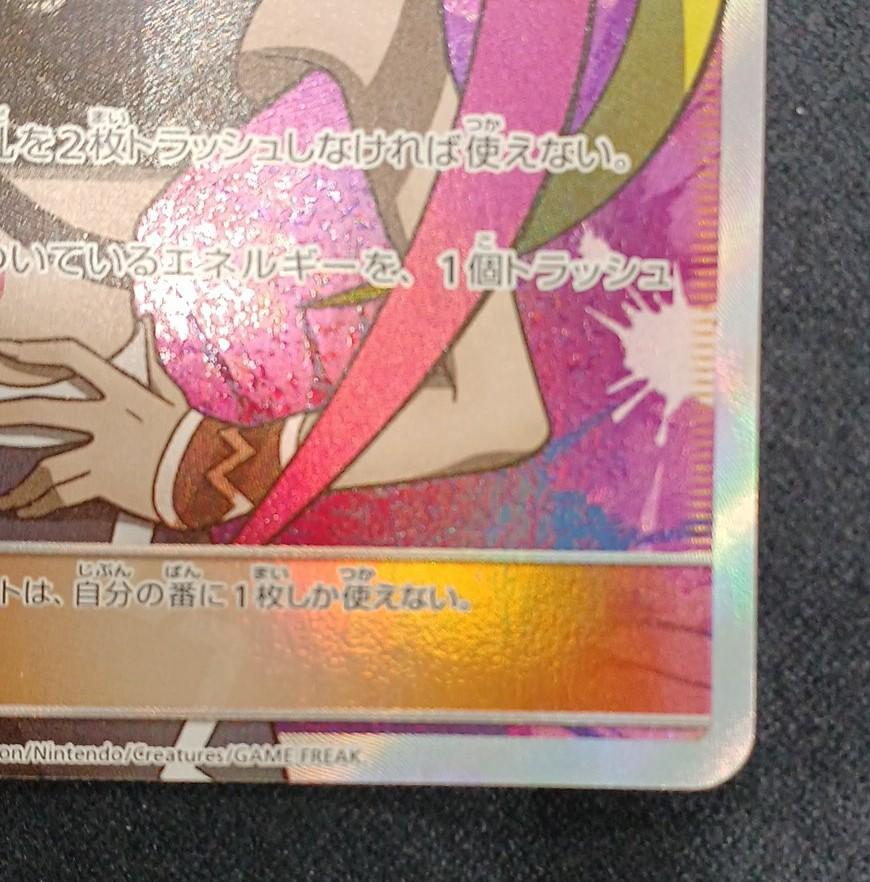 を2枚トラッシュしなければ使えない。
ついているエネルギーを、1個トラッシュ
トは、自分の番に1枚しか使えない。
on/Nintendo/Creatures/GAME FREAK.